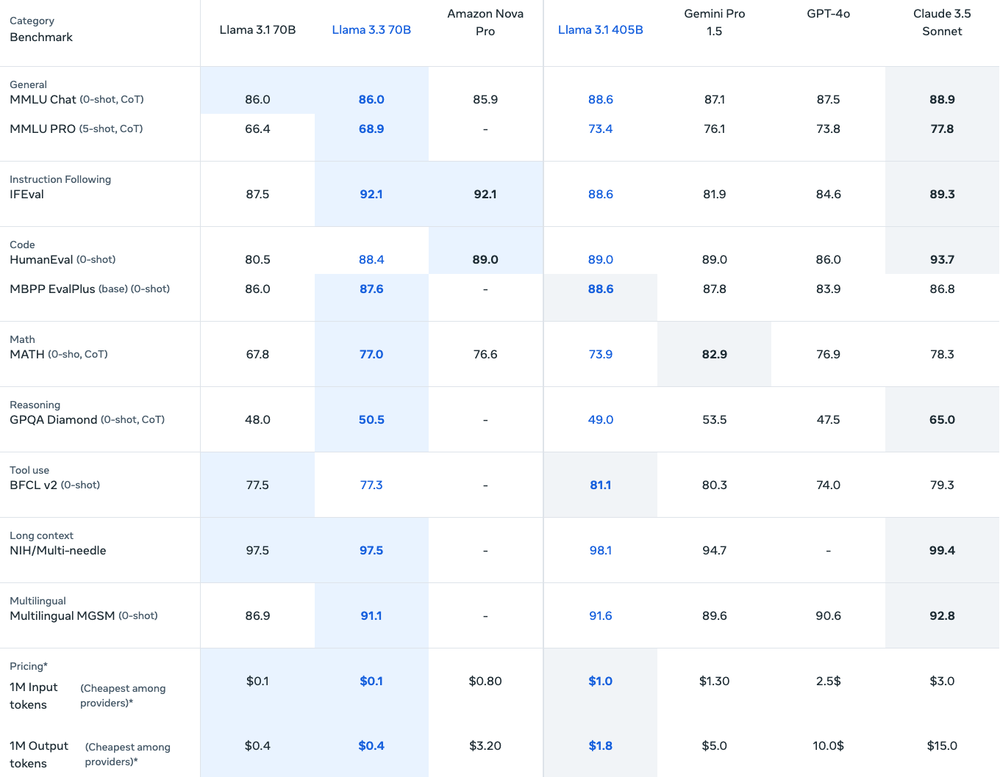 Category
Benchmark
Llama 3.1 70B
Llama 3.3 70B
Amazon Nova
Pro
Llama 3.1 405B
Gemini Pro
1.5
GPT-4o
Claude 3.5
Sonnet
General
MMLU Chat (0-shot, CoT) 86.0 86.0 85.9 88.6 87.1 87.5 88.9
MMLU PRO (5-shot, CoT) 66.4 68.9 - 73.4 76.1 73.8 77.8
Instruction Following
IFEval 87.5 92.1 92.1 88.6 81.9 84.6 89.3
Code
HumanEval (0-shot) 80.5 88.4 89.0 89.0 89.0 86.0 93.7
MBPP EvalPlus (base) (0-shot) 86.0 87.6 - 88.6 87.8 83.9 86.8
Math
MATH (0-sho, CoT) 67.8 77.0 76.6 73.9 82.9 76.9 78.3
Reasoning
GPQA Diamond (0-shot, CoT) 48.0 50.5 - 49.0 53.5 47.5 65.0
Tool use
BFCL v2 (0-shot) 77.5 77.3 - 81.1 80.3 74.0 79.3
Long context
NIH/Multi-needle 97.5 97.5 - 98.1 94.7 - 99.4
Multilingual
Multilingual MGSM (0-shot) 86.9 91.1 - 91.6 89.6 90.6 92.8
Pricing*
1M Input
tokens
(Cheapest among
providers)*
$0.1 $0.1 $0.80 $1.0 $1.30 2.5$ $3.0
1M Output
tokens
(Cheapest among
providers)*
$0.4 $0.4 $3.20 $1.8 $5.0 10.0$ $15.0